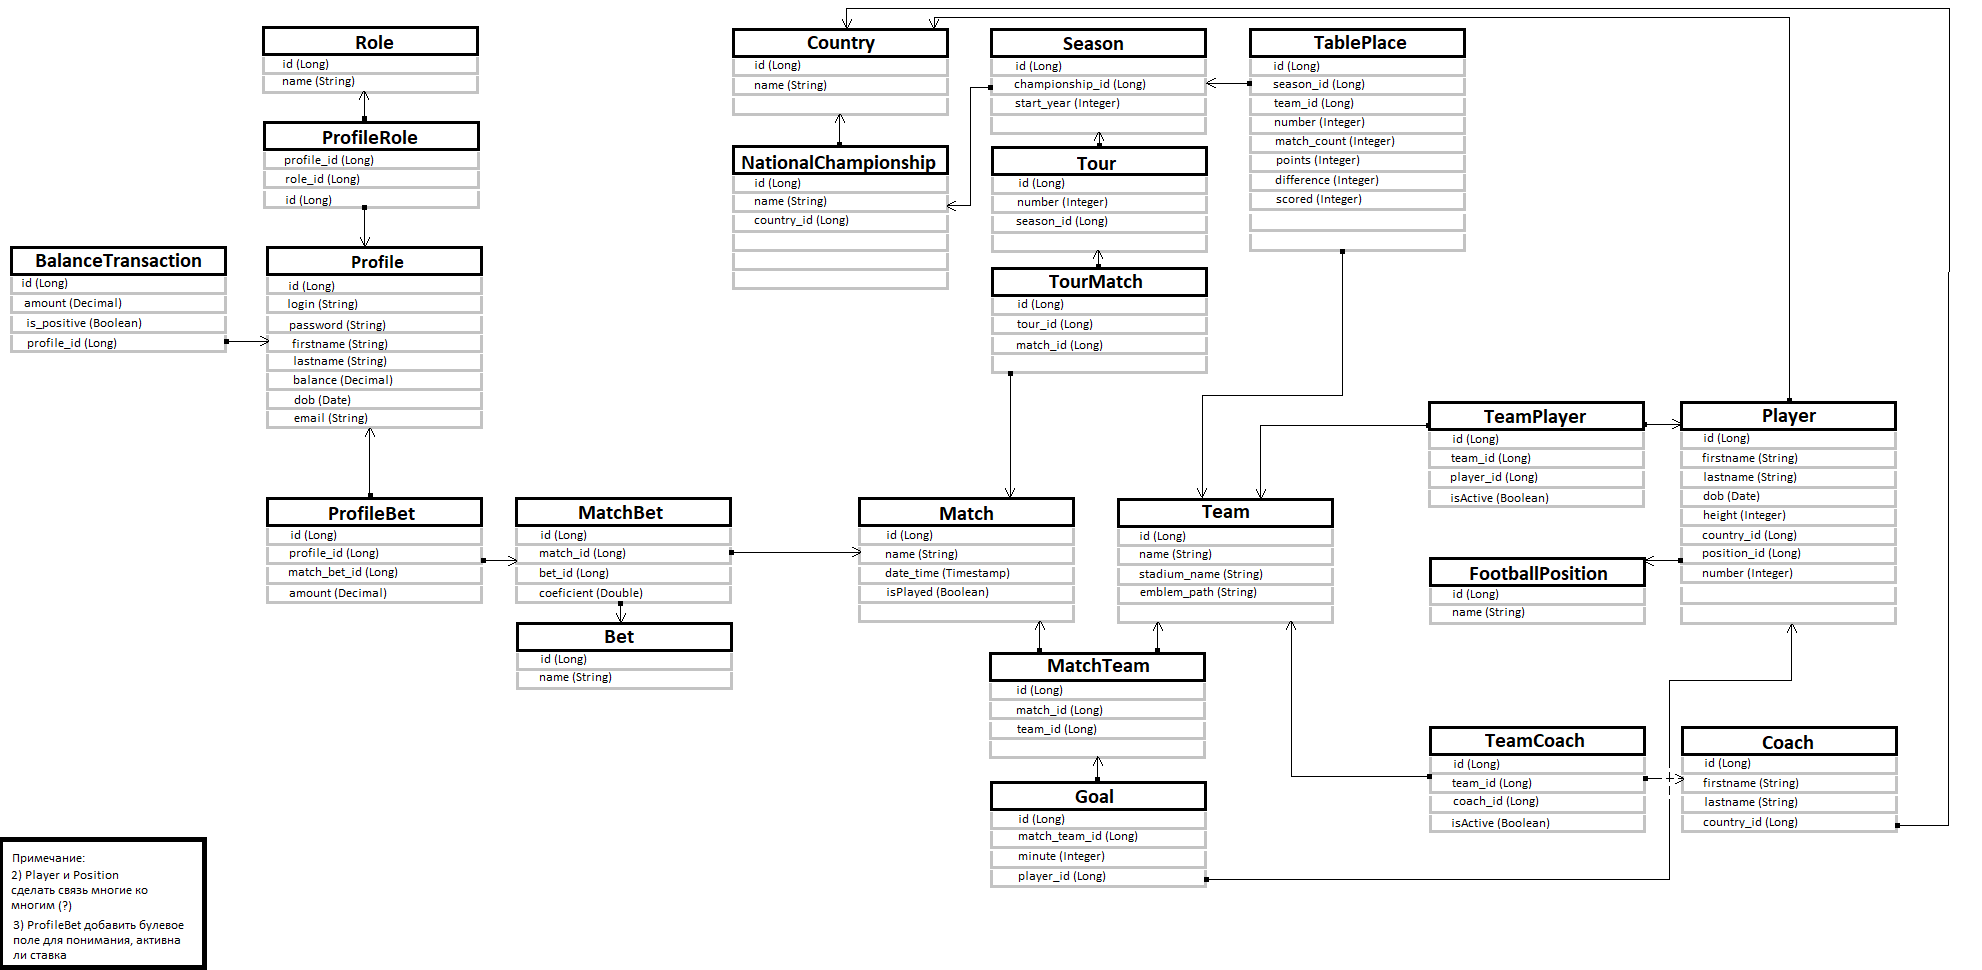 Role
id (Long)
name (String)
ProfileRole
profile_id (Long)
role_id (Long)
id (Long)
BalanceTransaction
id (Long)
amount (Decimal)
is_positive (Boolean)
profile_id (Long)
Profile
id (Long)
login (String)
password (String)
firstname (String)
lastname (String)
balance (Decimal)
dob (Date)
email (String)
ProfileBet
id (Long)
profile_id (Long)
match_bet_id (Long)
amount (Decimal)
MatchBet
id (Long)
match_id (Long)
bet_id (Long)
coeficient (Double)
Bet
id (Long)
name (String)
Country
id (Long)
name (String)
NationalChampionship
id (Long)
name (String)
country_id (Long)
Season
id (Long)
championship_id (Long)
start_year (Integer)
Tour
id (Long)
number (Integer)
season_id (Long)
TourMatch
id (Long)
tour_id (Long)
match_id (Long)
TablePlace
id (Long)
season_id (Long)
team_id (Long)
number (Integer)
match_count (Integer)
points (Integer)
difference (Integer)
scored (Integer)
Match
id (Long)
name (String)
date_time (Timestamp)
isPlayed (Boolean)
Team
id (Long)
name (String)
stadium_name (String)
emblem_path (String)
MatchTeam
id (Long)
match_id (Long)
team_id (Long)
Goal
id (Long)
match_team_id (Long)
minute (Integer)
player_id (Long)
TeamPlayer
id (Long)
team_id (Long)
player_id (Long)
isActive (Boolean)
FootballPosition
id (Long)
name (String)
Player
id (Long)
firstname (String)
lastname (String)
dob (Date)
height (Integer)
country_id (Long)
position_id (Long)
number (Integer)
TeamCoach
id (Long)
team_id (Long)
coach_id (Long)
isActive (Boolean)
Coach
id (Long)
firstname (String)
lastname (String)
country_id (Long)
Примечание:
2) Player и Position
сделать связь многие ко
многим (?)
3) ProfileBet добавить булевое
поле для понимания, активна
ли ставка